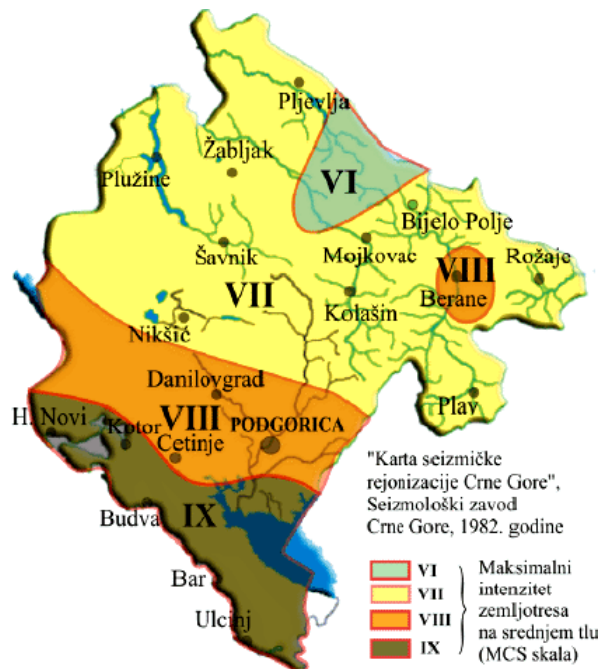 Pljevlja
Žabljak
Plužine
VI
Bijelo Polje
Šavnik
Mojkovac
VIII
Rožaje
VII
Berane
Kolašin
Nikšić
Danilovgrad
Plav
H. Novi
Kotor
VIII
PODGORICA
Cetinje
Budva
IX
Bar
Ulcinj
"Karta seizmičke
rejonizacije Crne Gore",
Seizmološki zavod
Crne Gore, 1982. godine
VI
VII
VIII
IX
Maksimalni
intenzitet
zemljotresa
na srednjem tlu
(MCS skala)